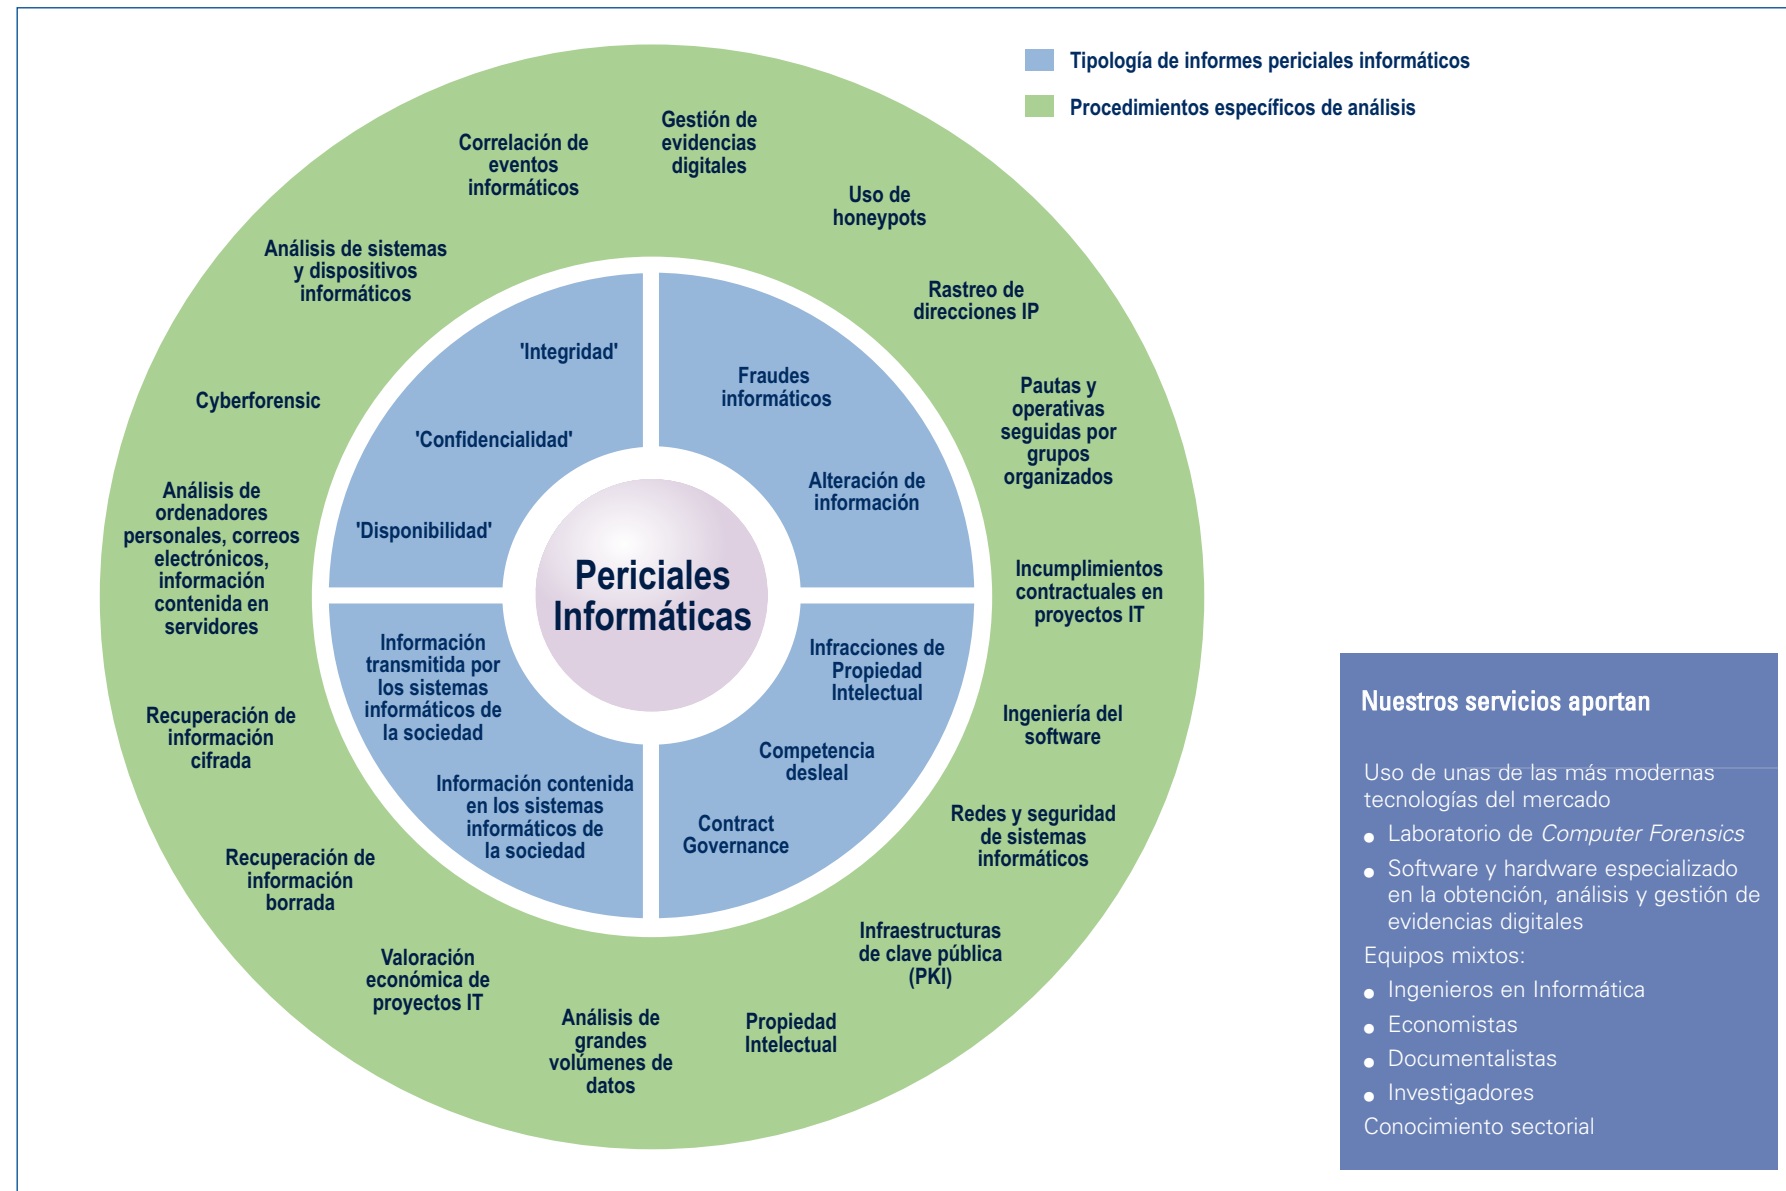 Tipología de informes periciales informáticos
Procedimientos específicos de análisis
Gestión de
evidencias
digitales
Correlación de
eventos
informáticos
Uso de
honeypots
Análisis de sistemas
y dispositivos
informáticos
Rastreo de
direcciones IP
Cyberforensic
Pautas y
operativas
seguidas por
grupos
organizados
Análisis de
ordenadores
personales, correos
electrónicos,
información
contenida en
servidores
Incumplimientos
contractuales en
proyectos IT
Recuperación de
información
cifrada
Ingeniería del
software
Recuperación de
información
borrada
Redes y seguridad
de sistemas
informáticos
Valoración
económica de
proyectos IT
Infraestructuras
de clave pública
(PKI)
Análisis de
grandes
volúmenes de
datos
Propiedad
Intelectual
'Integridad'
'Confidencialidad'
'Disponibilidad'
Fraudes
informáticos
Alteración de
información
Periciales
Informáticas
Información
transmitida por
los sistemas
informáticos de
la sociedad
Información contenida
en los sistemas
informáticos de
la sociedad
Infracciones de
Propiedad
Intelectual
Competencia
desleal
Contract
Governance
Nuestros servicios aportan
Uso de unas de las más modernas
tecnologías del mercado
● Laboratorio de Computer Forensics
● Software y hardware especializado
en la obtención, análisis y gestión de
evidencias digitales
Equipos mixtos:
● Ingenieros en Informática
● Economistas
● Documentalistas
● Investigadores
Conocimiento sectorial